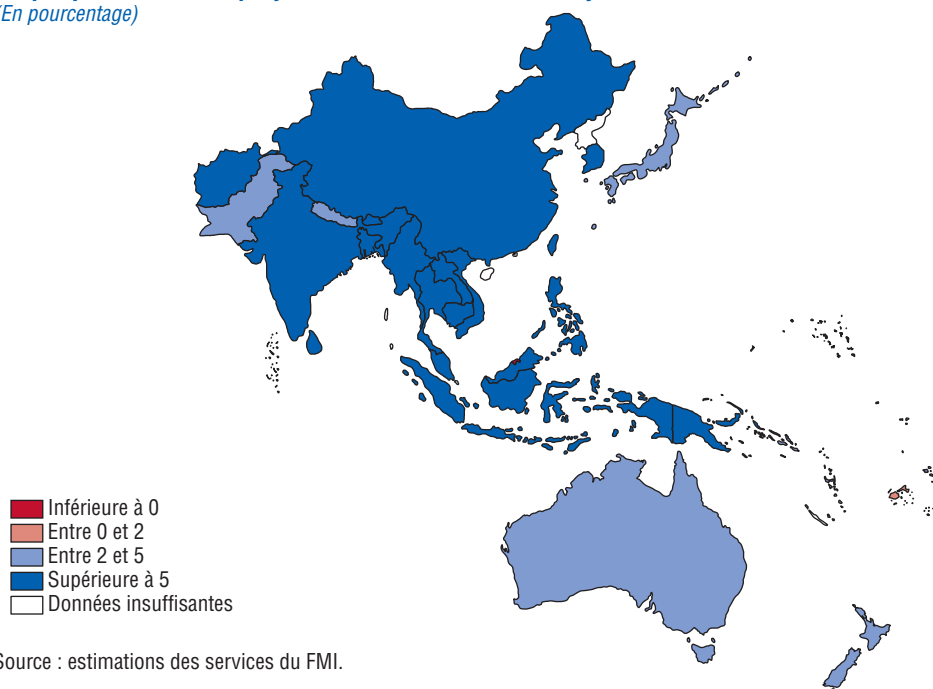 (En pourcentage)
Inférieure à 0
Entre 0 et 2
Entre 2 et 5
Supérieure à 5
Données insuffisantes
Source : estimations des services du FMI.